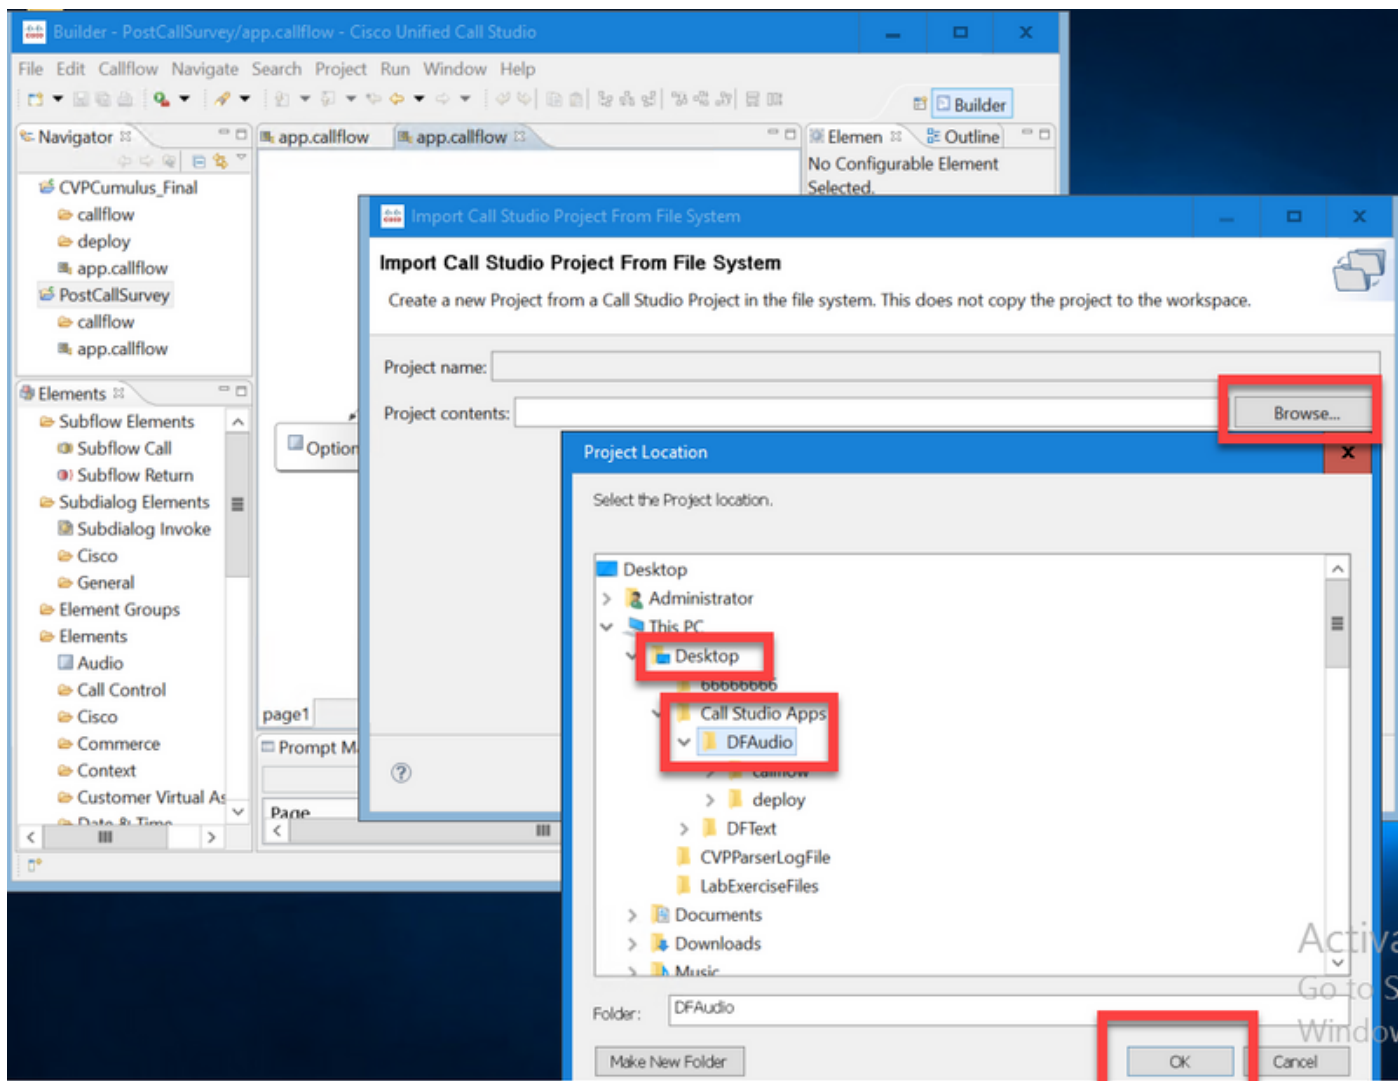 Builder - PostCallSurvey/app.callflow - Cisco Unified Call Studio
File Edit Callflow Navigate Search Project Run Window Help
Builder
Navigator
app.callflow
app.callflow
Elemen
Outline
No Configurable Element
Selected.
CVPCumulus_Final
callflow
deploy
app.callflow
PostCallSurvey
callflow
app.callflow
Elements
Subflow Elements
Subflow Call
Subflow Return
Subdialog Elements
Subdialog Invoke
Cisco
General
Element Groups
Elements
Audio
Call Control
Cisco
Commerce
Context
Customer Virtual As
Date & Time
Option
page1
Prompt M
Page
Import Call Studio Project From File System
Import Call Studio Project From File System
Create a new Project from a Call Studio Project in the file system. This does not copy the project to the workspace.
Project name:
Project contents:
Browse...
Project Location
Select the Project location.
Desktop
Administrator
This PC
Desktop
66666666
Call Studio Apps
DFAudio
callflow
deploy
DFText
CVPParserLogFile
LabExerciseFiles
Documents
Downloads
Music
Folder:
DFAudio
Make New Folder
OK
Cancel
Activa
Go to S
Window